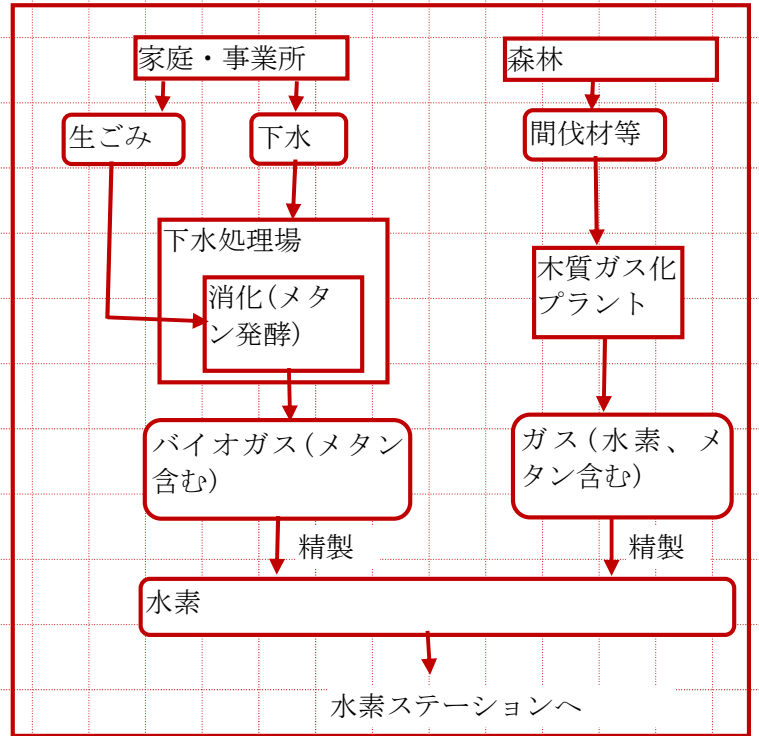 家庭・事業所
森林
生ごみ
下水
間伐材等
下水処理場
木質ガス化
プラント
消化(メタ
ン発酵)
バイオガス(メタン
含む)
ガス(水素、メ
タン含む)
精製
精製
水素
水素ステーションへ